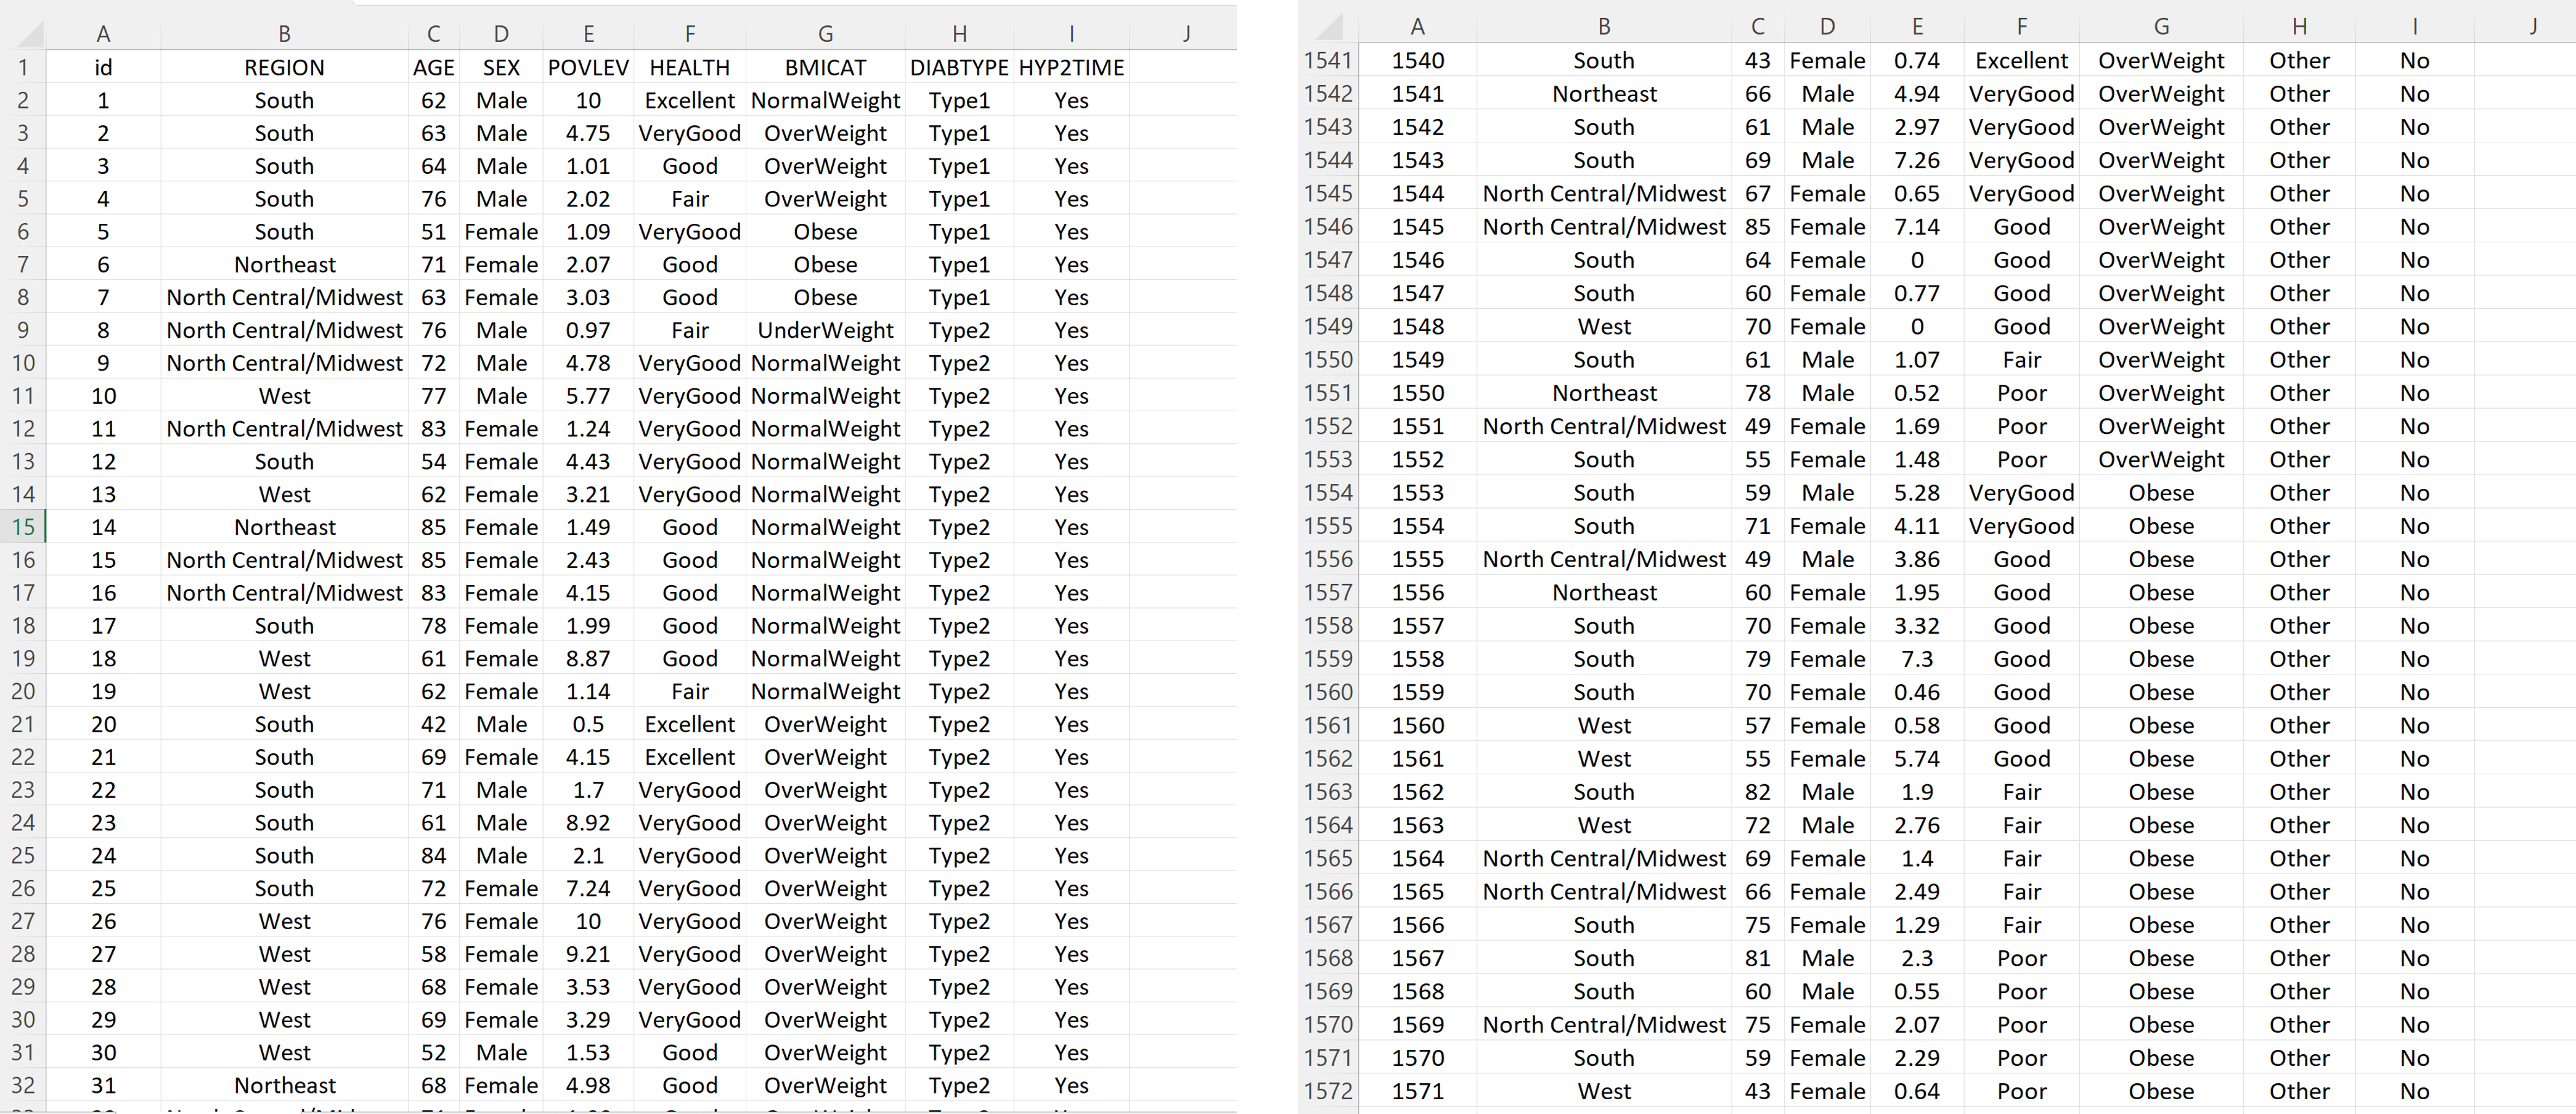 A B C D E F G H I J
1 id REGION AGE SEX POVLEV HEALTH BMICAT DIABTYPE HYP2TIME
2 1 South 62 Male 10 Excellent NormalWeight Type1 Yes
3 2 South 63 Male 4.75 VeryGood OverWeight Type1 Yes
4 3 South 64 Male 1.01 Good OverWeight Type1 Yes
5 4 South 76 Male 2.02 Fair OverWeight Type1 Yes
6 5 South 51 Female 1.09 VeryGood Obese Type1 Yes
7 6 Northeast 71 Female 2.07 Good Obese Type1 Yes
8 7 North Central/Midwest 63 Female 3.03 Good Obese Type1 Yes
9 8 North Central/Midwest 76 Male 0.97 Fair UnderWeight Type2 Yes
10 9 North Central/Midwest 72 Male 4.78 VeryGood NormalWeight Type2 Yes
11 10 West 77 Male 5.77 VeryGood NormalWeight Type2 Yes
12 11 North Central/Midwest 83 Female 1.24 VeryGood NormalWeight Type2 Yes
13 12 South 54 Female 4.43 VeryGood NormalWeight Type2 Yes
14 13 West 62 Female 3.21 VeryGood NormalWeight Type2 Yes
15 14 Northeast 85 Female 1.49 Good NormalWeight Type2 Yes
16 15 North Central/Midwest 85 Female 2.43 Good NormalWeight Type2 Yes
17 16 North Central/Midwest 83 Female 4.15 Good NormalWeight Type2 Yes
18 17 South 78 Female 1.99 Good NormalWeight Type2 Yes
19 18 West 61 Female 8.87 Good NormalWeight Type2 Yes
20 19 West 62 Female 1.14 Fair NormalWeight Type2 Yes
21 20 South 42 Male 0.5 Excellent OverWeight Type2 Yes
22 21 South 69 Female 4.15 Excellent OverWeight Type2 Yes
23 22 South 71 Male 1.7 VeryGood OverWeight Type2 Yes
24 23 South 61 Male 8.92 VeryGood OverWeight Type2 Yes
25 24 South 84 Male 2.1 VeryGood OverWeight Type2 Yes
26 25 South 72 Female 7.24 VeryGood OverWeight Type2 Yes
27 26 West 76 Female 10 VeryGood OverWeight Type2 Yes
28 27 West 58 Female 9.21 VeryGood OverWeight Type2 Yes
29 28 West 68 Female 3.53 VeryGood OverWeight Type2 Yes
30 29 West 69 Female 3.29 VeryGood OverWeight Type2 Yes
31 30 West 52 Male 1.53 Good OverWeight Type2 Yes
32 31 Northeast 68 Female 4.98 Good OverWeight Type2 Yes
A B C D E F G H I J
1541 1540 South 43 Female 0.74 Excellent OverWeight Other No
1542 1541 Northeast 66 Male 4.94 VeryGood OverWeight Other No
1543 1542 South 61 Male 2.97 VeryGood OverWeight Other No
1544 1543 South 69 Male 7.26 VeryGood OverWeight Other No
1545 1544 North Central/Midwest 67 Female 0.65 VeryGood OverWeight Other No
1546 1545 North Central/Midwest 85 Female 7.14 Good OverWeight Other No
1547 1546 South 64 Female 0 Good OverWeight Other No
1548 1547 South 60 Female 0.77 Good OverWeight Other No
1549 1548 West 70 Female 0 Good OverWeight Other No
1550 1549 South 61 Male 1.07 Fair OverWeight Other No
1551 1550 Northeast 78 Male 0.52 Poor OverWeight Other No
1552 1551 North Central/Midwest 49 Female 1.69 Poor OverWeight Other No
1553 1552 South 55 Female 1.48 Poor OverWeight Other No
1554 1553 South 59 Male 5.28 VeryGood Obese Other No
1555 1554 South 71 Female 4.11 VeryGood Obese Other No
1556 1555 North Central/Midwest 49 Male 3.86 Good Obese Other No
1557 1556 Northeast 60 Female 1.95 Good Obese Other No
1558 1557 South 70 Female 3.32 Good Obese Other No
1559 1558 South 79 Female 7.3 Good Obese Other No
1560 1559 South 70 Female 0.46 Good Obese Other No
1561 1560 West 57 Female 0.58 Good Obese Other No
1562 1561 West 55 Female 5.74 Good Obese Other No
1563 1562 South 82 Male 1.9 Fair Obese Other No
1564 1563 West 72 Male 2.76 Fair Obese Other No
1565 1564 North Central/Midwest 69 Female 1.4 Fair Obese Other No
1566 1565 North Central/Midwest 66 Female 2.49 Fair Obese Other No
1567 1566 South 75 Female 1.29 Fair Obese Other No
1568 1567 South 81 Male 2.3 Poor Obese Other No
1569 1568 South 60 Male 0.55 Poor Obese Other No
1570 1569 North Central/Midwest 75 Female 2.07 Poor Obese Other No
1571 1570 South 59 Female 2.29 Poor Obese Other No
1572 1571 West 43 Female 0.64 Poor Obese Other No